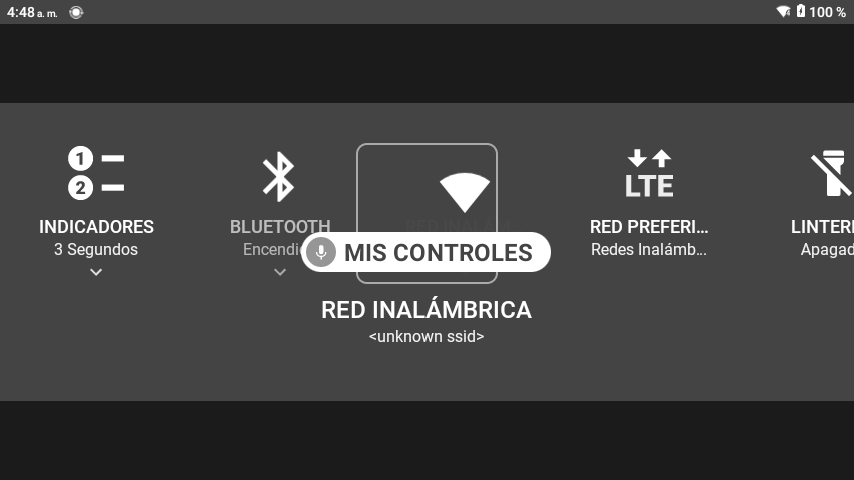 4:48 a. m.
100 %
1
2
LTE
INDICADORES
BLUETOOTH
RED PREFERI...
LINTER
3 Segundos
Encendi
Redes Inalámb...
Apagad
MIS CONTROLES
RED INALÁMBRICA
<unknown ssid>